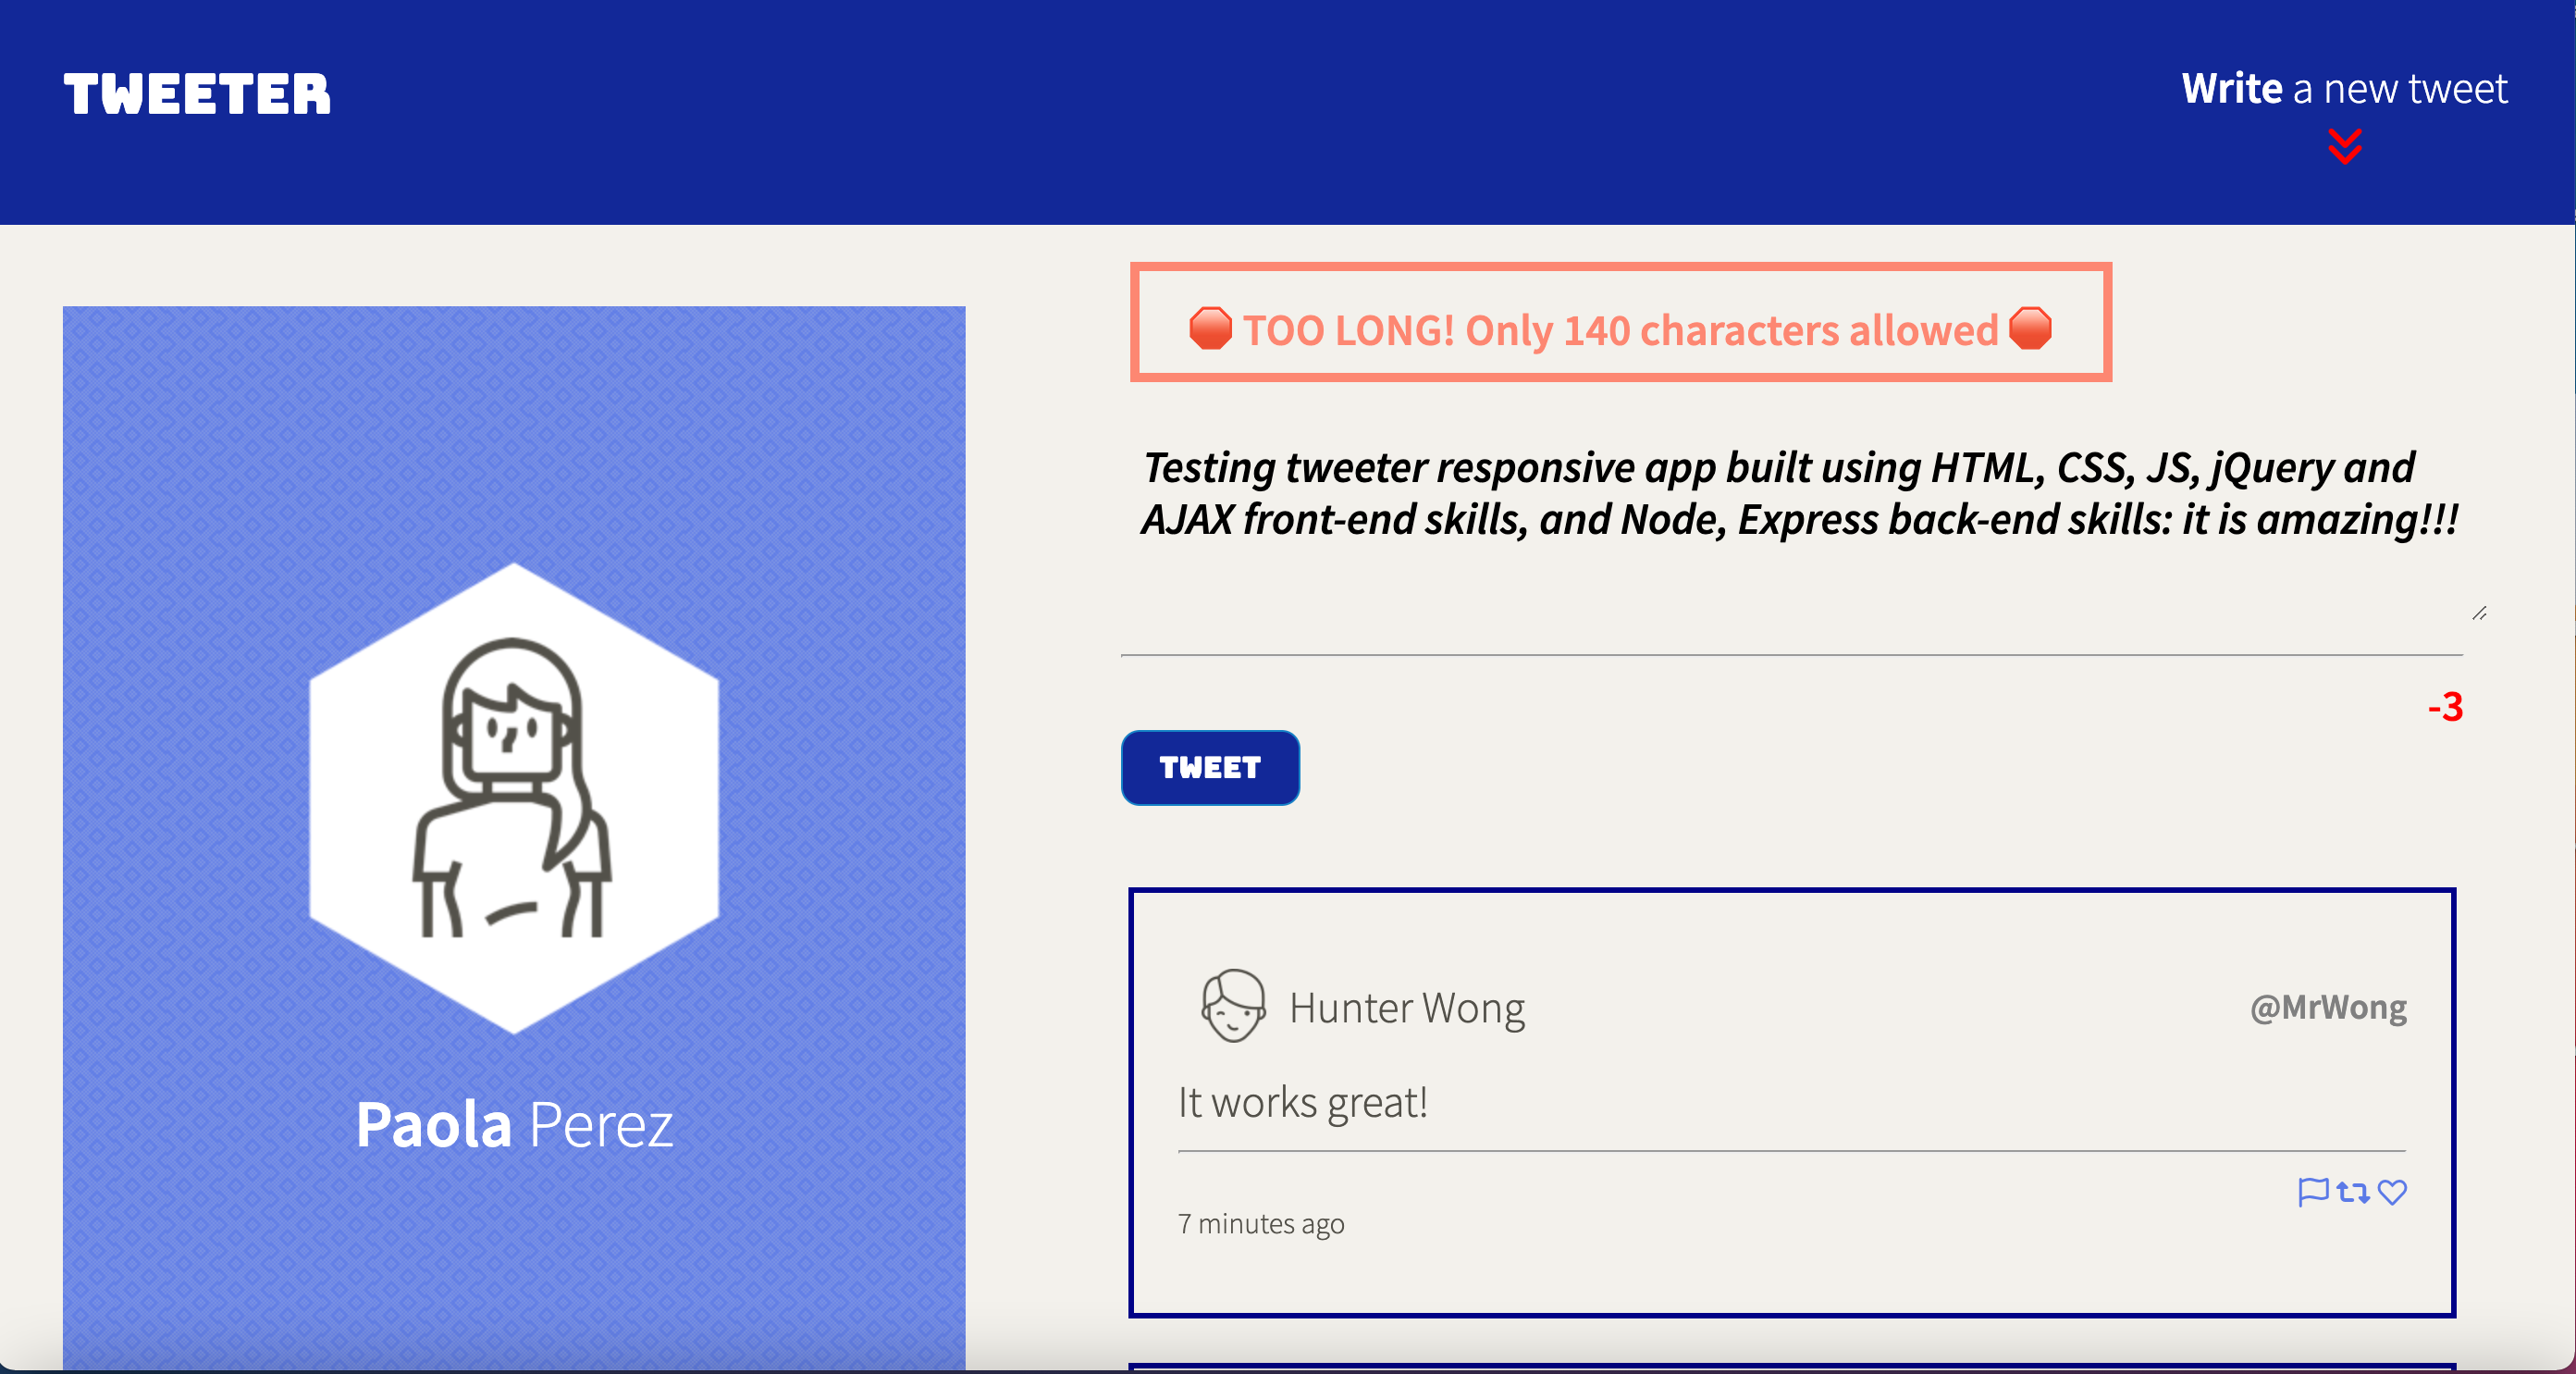 TWEETER
Write a new tweet
🛑 TOO LONG! Only 140 characters allowed 🛑
Testing tweeter responsive app built using HTML, CSS, JS, jQuery and
AJAX front-end skills, and Node, Express back-end skills: it is amazing!!!
-3
TWEET
Paola Perez
Hunter Wong
@MrWong
It works great!
7 minutes ago